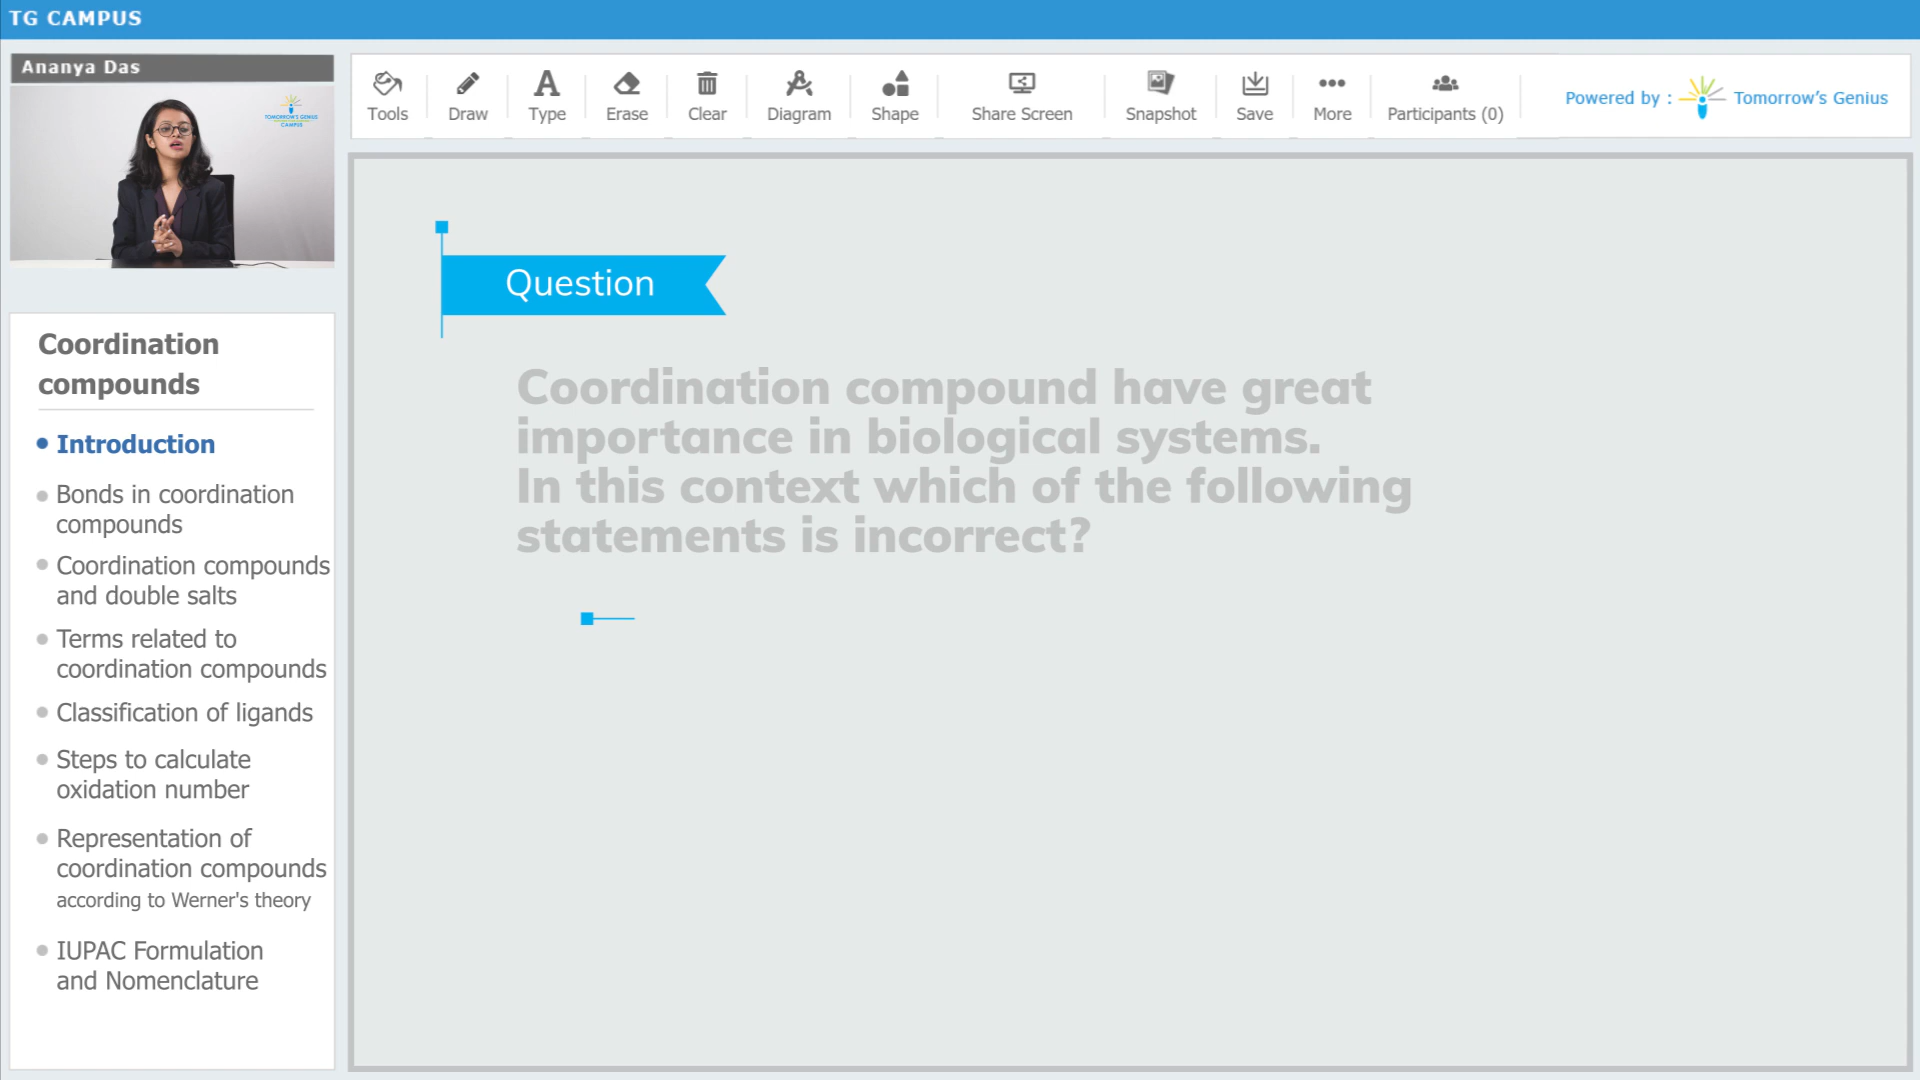 TG CAMPUS
Ananya Das
TOMORROW'S GENIUS
CAMPUS
Tools
Draw
Type
Erase
Clear
Diagram
Shape
Share Screen
Snapshot
Save
More
Participants (0)
Powered by :
Tomorrow's Genius
Coordination
compounds
Introduction
Bonds in coordination
compounds
Coordination compounds
and double salts
Terms related to
coordination compounds
Classification of ligands
Steps to calculate
oxidation number
Representation of
coordination compounds
according to Werner's theory
IUPAC Formulation
and Nomenclature
Question
Coordination compound have great
importance in biological systems.
In this context which of the following
statements is incorrect?